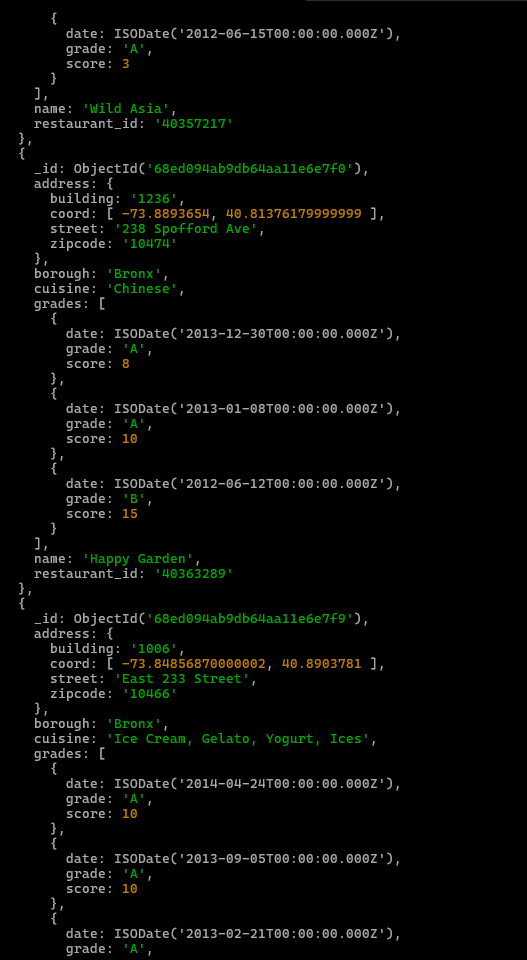 {
      date: ISODate('2012-06-15T00:00:00.000Z'),
      grade: 'A',
      score: 3
    }
  ],
  name: 'Wild Asia',
  restaurant_id: '40357217'
},
{
  _id: ObjectId('68ed094ab9db64aa11e6e7f0'),
  address: {
    building: '1236',
    coord: [ -73.8893654, 40.81376179999999 ],
    street: '238 Spofford Ave',
    zipcode: '10474'
  },
  borough: 'Bronx',
  cuisine: 'Chinese',
  grades: [
    {
      date: ISODate('2013-12-30T00:00:00.000Z'),
      grade: 'A',
      score: 8
    },
    {
      date: ISODate('2013-01-08T00:00:00.000Z'),
      grade: 'A',
      score: 10
    },
    {
      date: ISODate('2012-06-12T00:00:00.000Z'),
      grade: 'B',
      score: 15
    }
  ],
  name: 'Happy Garden',
  restaurant_id: '40363289'
},
{
  _id: ObjectId('68ed094ab9db64aa11e6e7f9'),
  address: {
    building: '1006',
    coord: [ -73.84856870000002, 40.8903781 ],
    street: 'East 233 Street',
    zipcode: '10466'
  },
  borough: 'Bronx',
  cuisine: 'Ice Cream, Gelato, Yogurt, Ices',
  grades: [
    {
      date: ISODate('2014-04-24T00:00:00.000Z'),
      grade: 'A',
      score: 10
    },
    {
      date: ISODate('2013-09-05T00:00:00.000Z'),
      grade: 'A',
      score: 10
    },
    {
      date: ISODate('2013-02-21T00:00:00.000Z'),
      grade: 'A',